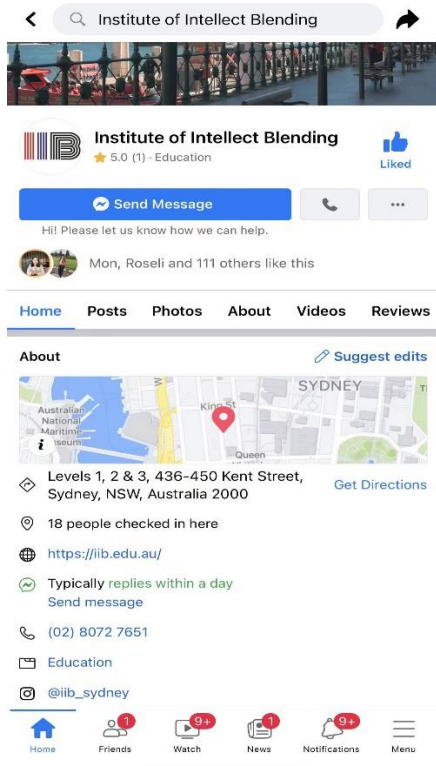 Institute of Intellect Blending
IIB
Institute of Intellect Blending
5.0 (1) · Education
Liked
Send Message
Hi! Please let us know how we can help.
Mon, Roseli and 111 others like this
Home Posts Photos About Videos Reviews
About
Suggest edits
SYDNEY
King St
Australian
National
Maritime
Queen
Levels 1, 2 & 3, 436-450 Kent Street,
Sydney, NSW, Australia 2000
Get Directions
18 people checked in here
https://iib.edu.au/
Typically replies within a day
Send message
(02) 8072 7651
Education
@iib_sydney
1 9+ 1 9+
Home Friends Watch News Notifications Menu